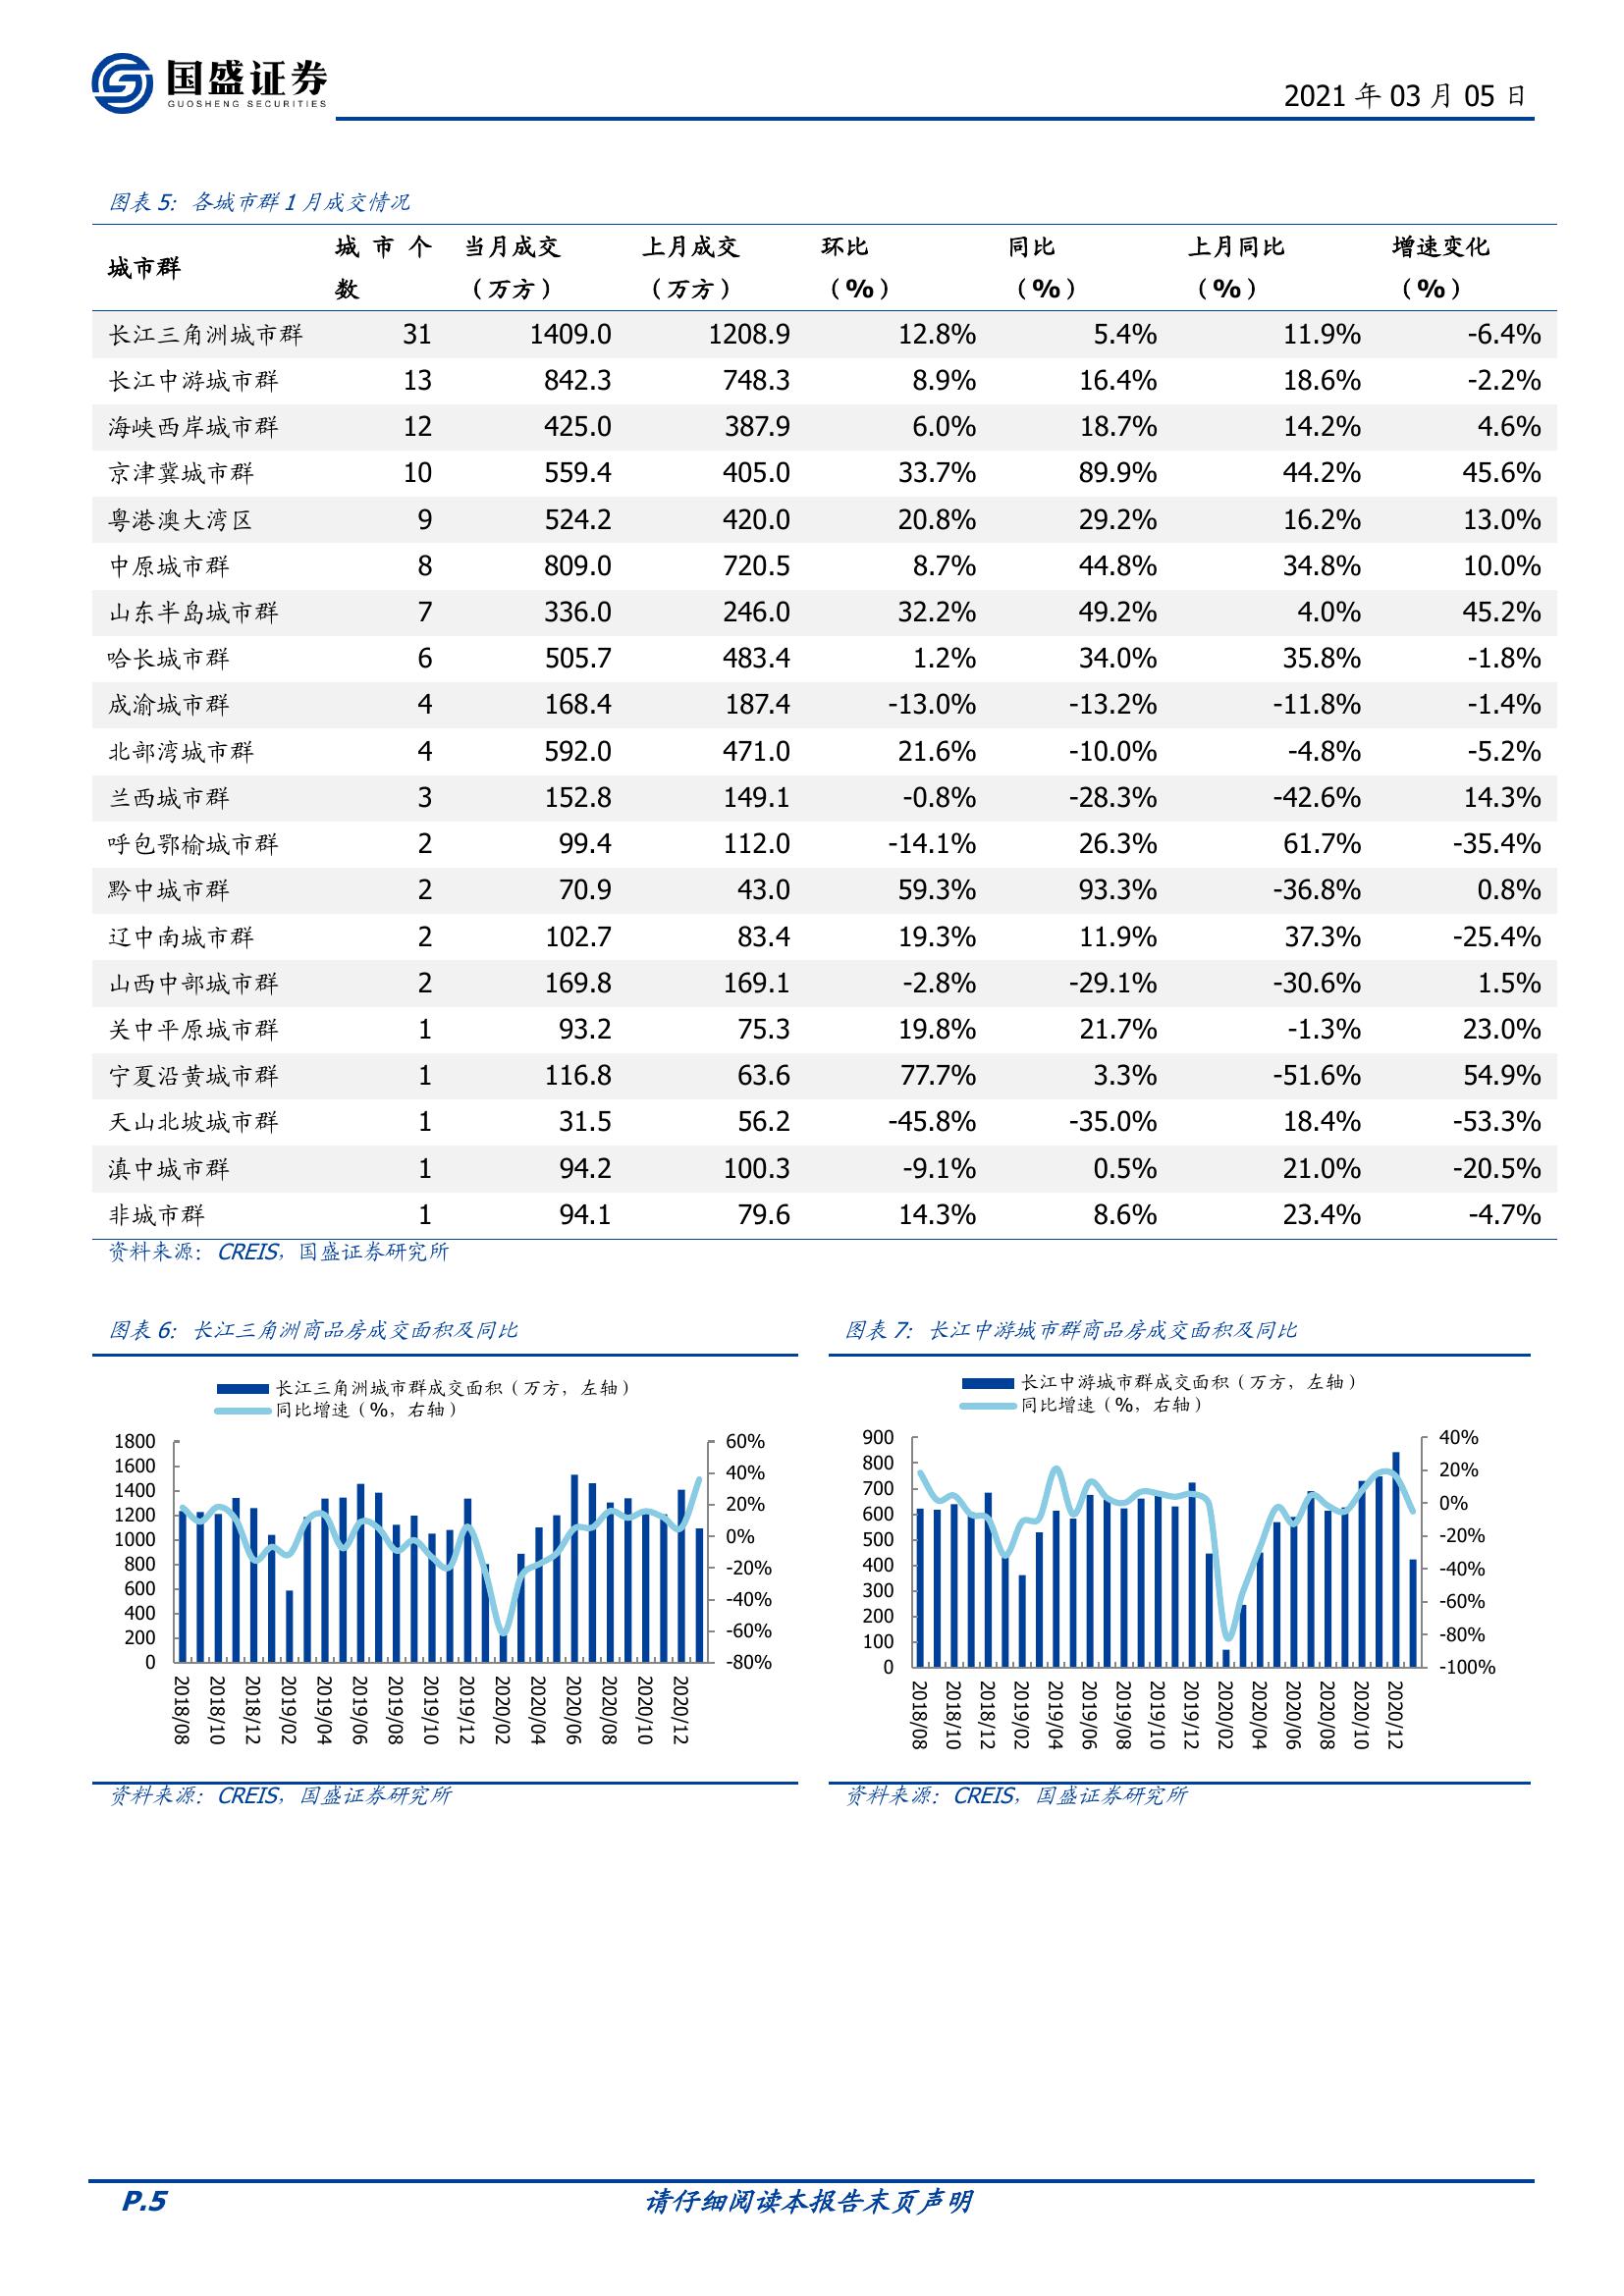 国盛证券
GUOSHENG SECURITIES
2021 年 03 月 05 日
图表 5：各城市群 1 月成交情况
城市群 城市个数 当月成交（万方） 上月成交（万方） 环比（%） 同比（%） 上月同比（%） 增速变化（%）
长江三角洲城市群 31 1409.0 1208.9 12.8% 5.4% 11.9% -6.4%
长江中游城市群 13 842.3 748.3 8.9% 16.4% 18.6% -2.2%
海峡西岸城市群 12 425.0 387.9 6.0% 18.7% 14.2% 4.6%
京津冀城市群 10 559.4 405.0 33.7% 89.9% 44.2% 45.6%
粤港澳大湾区 9 524.2 420.0 20.8% 29.2% 16.2% 13.0%
中原城市群 8 809.0 720.5 8.7% 44.8% 34.8% 10.0%
山东半岛城市群 7 336.0 246.0 32.2% 49.2% 4.0% 45.2%
哈长城市群 6 505.7 483.4 1.2% 34.0% 35.8% -1.8%
成渝城市群 4 168.4 187.4 -13.0% -13.2% -11.8% -1.4%
北部湾城市群 4 592.0 471.0 21.6% -10.0% -4.8% -5.2%
兰西城市群 3 152.8 149.1 -0.8% -28.3% -42.6% 14.3%
呼包鄂榆城市群 2 99.4 112.0 -14.1% 26.3% 61.7% -35.4%
黔中城市群 2 70.9 43.0 59.3% 93.3% -36.8% 0.8%
辽中南城市群 2 102.7 83.4 19.3% 11.9% 37.3% -25.4%
山西中部城市群 2 169.8 169.1 -2.8% -29.1% -30.6% 1.5%
关中平原城市群 1 93.2 75.3 19.8% 21.7% -1.3% 23.0%
宁夏沿黄城市群 1 116.8 63.6 77.7% 3.3% -51.6% 54.9%
天山北坡城市群 1 31.5 56.2 -45.8% -35.0% 18.4% -53.3%
滇中城市群 1 94.2 100.3 -9.1% 0.5% 21.0% -20.5%
非城市群 1 94.1 79.6 14.3% 8.6% 23.4% -4.7%
资料来源：CREIS，国盛证券研究所
图表 6：长江三角洲商品房成交面积及同比
长江三角洲城市群成交面积（万方，左轴）
同比增速（%，右轴）
1800
1600
1400
1200
1000
800
600
400
200
0
60%
40%
20%
0%
-20%
-40%
-60%
-80%
2018/08
2018/10
2018/12
2019/02
2019/04
2019/06
2019/08
2019/10
2019/12
2020/02
2020/04
2020/06
2020/08
2020/10
2020/12
资料来源：CREIS，国盛证券研究所
图表 7：长江中游城市群商品房成交面积及同比
长江中游城市群成交面积（万方，左轴）
同比增速（%，右轴）
900
800
700
600
500
400
300
200
100
0
40%
20%
0%
-20%
-40%
-60%
-80%
-100%
2018/08
2018/10
2018/12
2019/02
2019/04
2019/06
2019/08
2019/10
2019/12
2020/02
2020/04
2020/06
2020/08
2020/10
2020/12
资料来源：CREIS，国盛证券研究所
P.5
请仔细阅读本报告末页声明